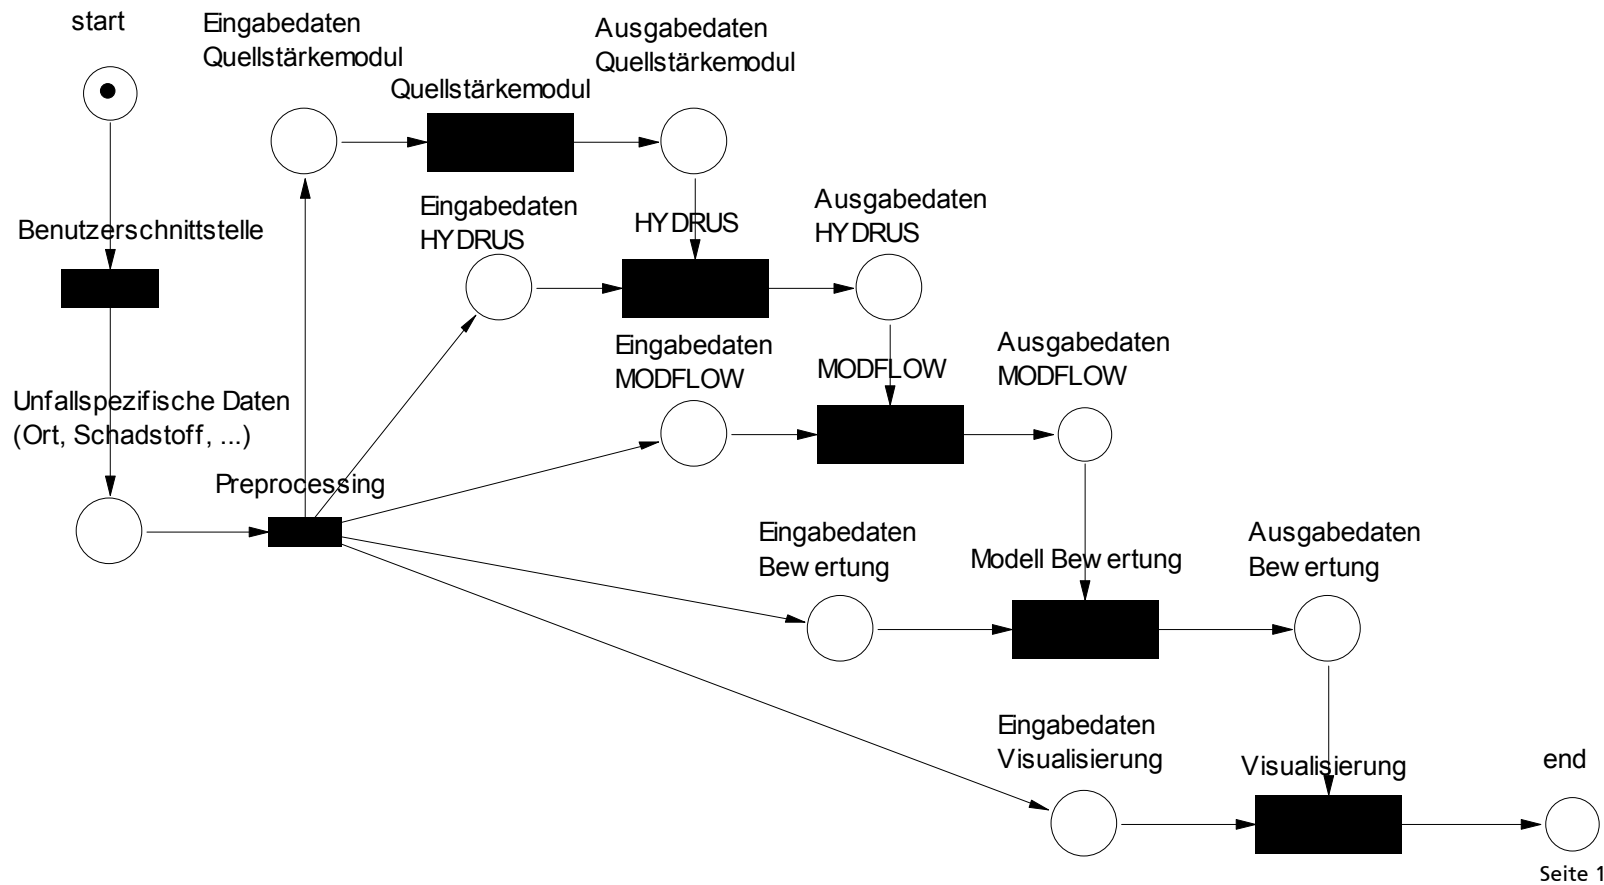 start
Eingabedaten
Quellstärkemodul
Ausgabedaten
Quellstärkemodul
Quellstärkemodul
Benutzerschnittstelle
Eingabedaten
HYDRUS
HYDRUS
Ausgabedaten
HYDRUS
Unfallspezifische Daten
(Ort, Schadstoff, ...)
Eingabedaten
MODFLOW
MODFLOW
Ausgabedaten
MODFLOW
Preprocessing
Eingabedaten
Bewertung
Modell Bewertung
Ausgabedaten
Bewertung
Eingabedaten
Visualisierung
Visualisierung
end
Seite 1